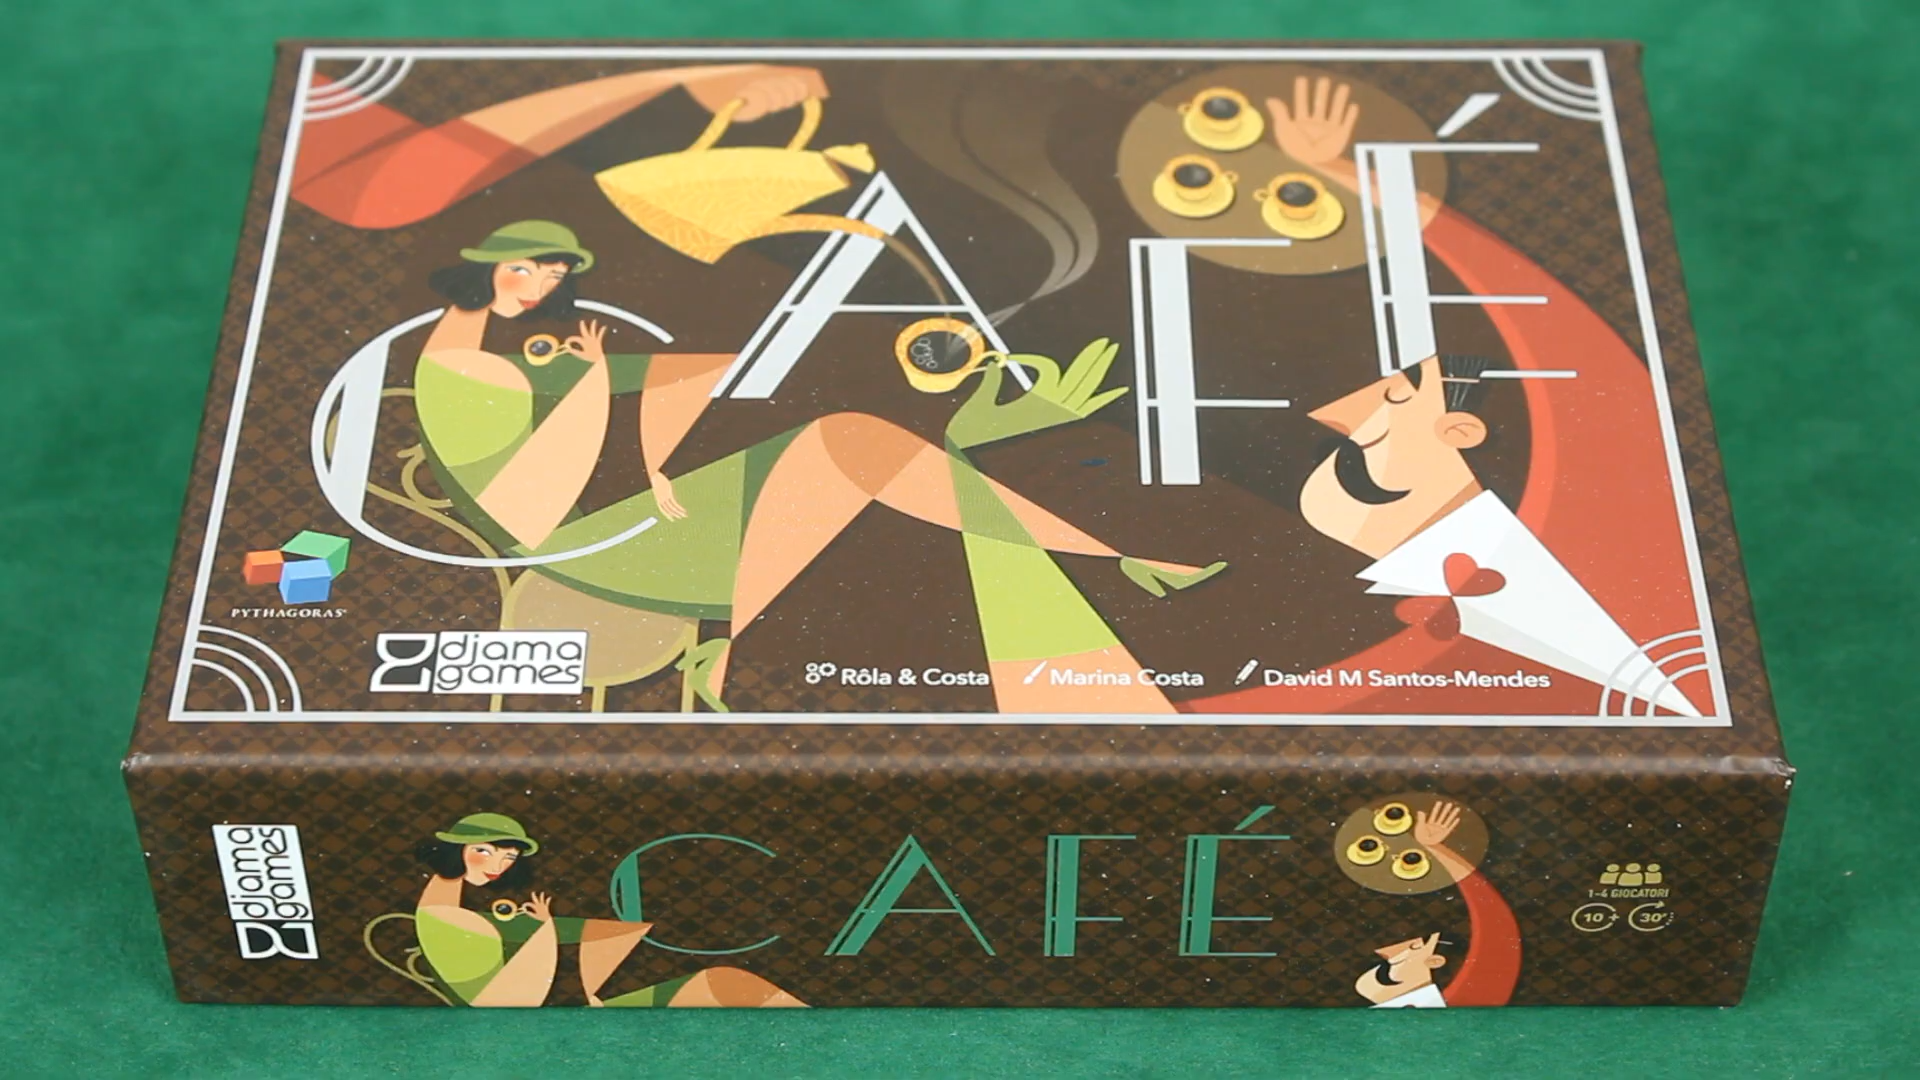 CAFÉ
PYTHAGORAS®
djama
games
Rôla & Costa Marina Costa David M Santos-Mendes
djama
games
CAFÉ
1-4 GIOCATORI
10+ 30'